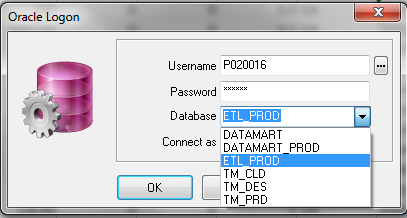 Oracle Logon
Username P020016 ...
Password ******
Database ETL_PROD
DATAMART
DATAMART_PROD
ETL_PROD
TM_CLD
TM_DES
TM_PRD
Connect as
OK